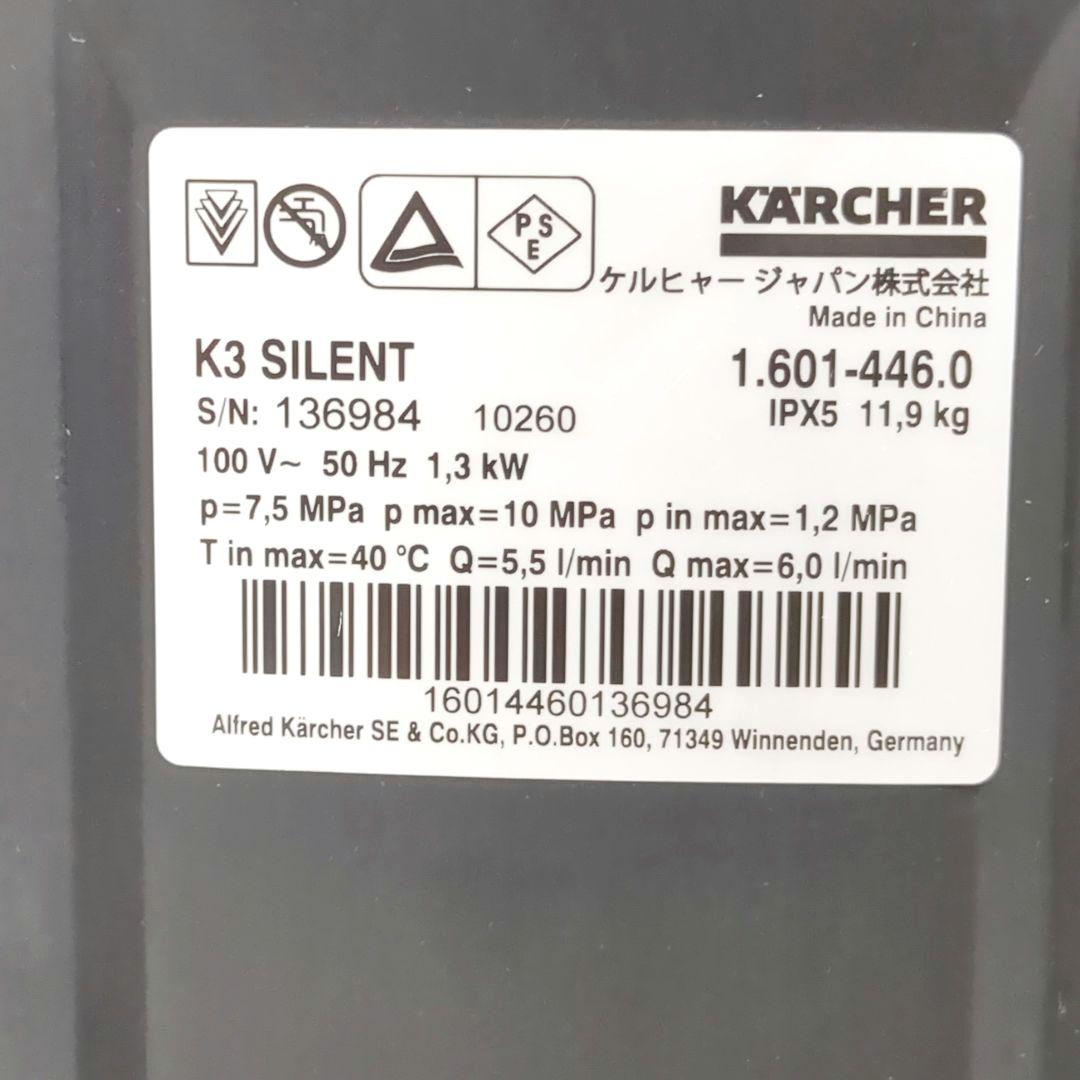 P S
E
KÄRCHER
ケルヒャー ジャパン株式会社
Made in China
K3 SILENT 1.601-446.0
S/N: 136984 10260 IPX5 11,9 kg
100 V~ 50 Hz 1,3 kW
p=7,5 MPa p max=10 MPa p in max=1,2 MPa
T in max=40 °C Q=5,5 l/min Q max=6,0 l/min
16014460136984
Alfred Kärcher SE & Co.KG, P.O.Box 160, 71349 Winnenden, Germany